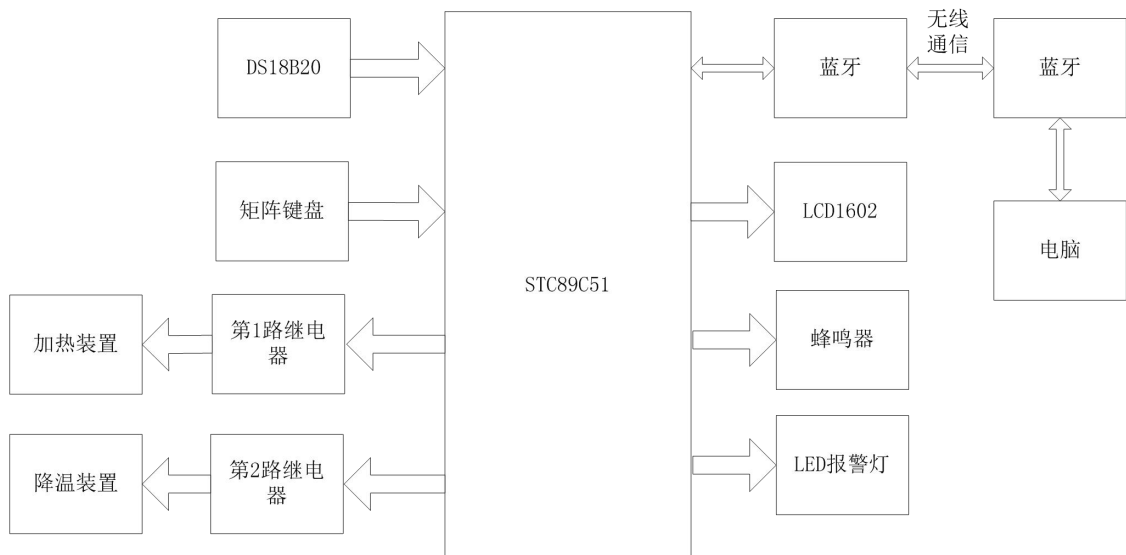 无线
通信
DS18B20
蓝牙
蓝牙
矩阵键盘
LCD1602
电脑
STC89C51
加热装置
第1路继电
器
蜂鸣器
降温装置
第2路继电
器
LED报警灯